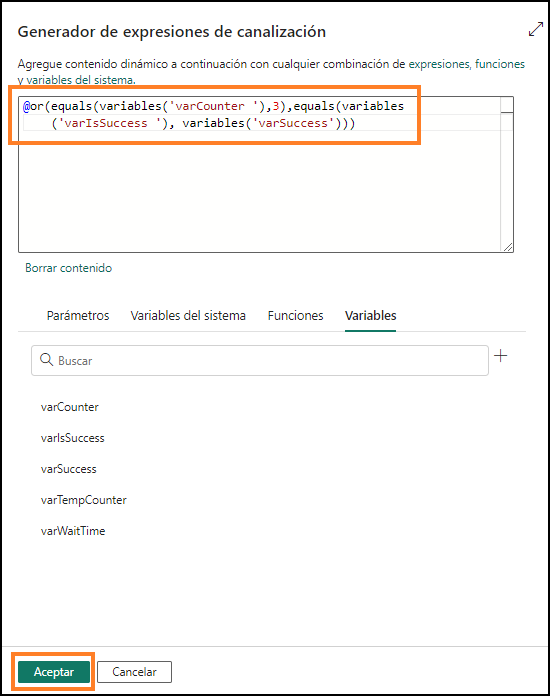 Generador de expresiones de canalización
Agregue contenido dinámico a continuación con cualquier combinación de expresiones, funciones
y variables del sistema.
@or(equals(variables('varCounter '),3),equals(variables
('varIsSuccess '), variables('varSuccess')))
Borrar contenido
Parámetros Variables del sistema Funciones Variables
Buscar
varCounter
varIsSuccess
varSuccess
varTempCounter
varWaitTime
Aceptar Cancelar